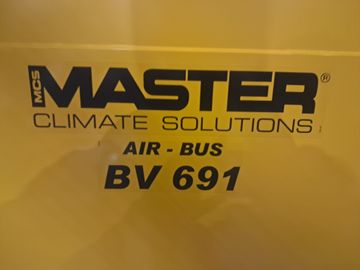 MCS MASTER®
CLIMATE SOLUTIONS
AIR - BUS
BV 691